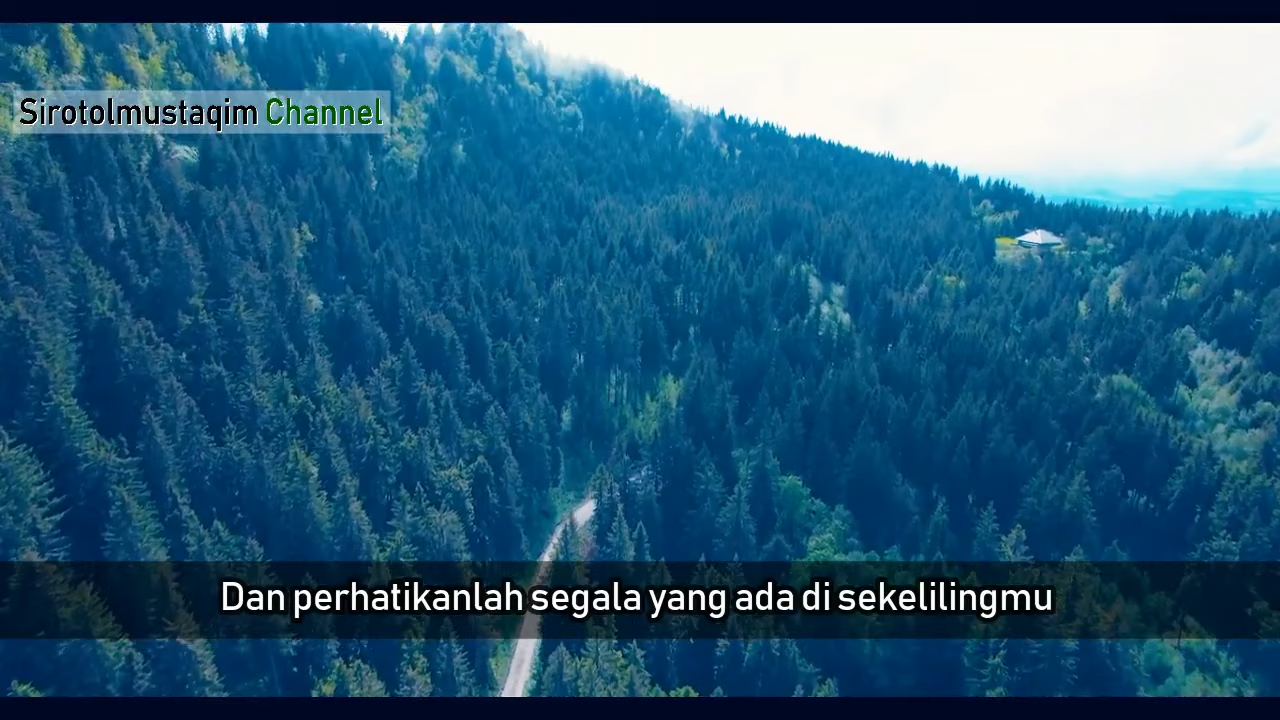 Sirotolmustaqim Channel
Dan perhatikanlah segala yang ada di sekelilingmu